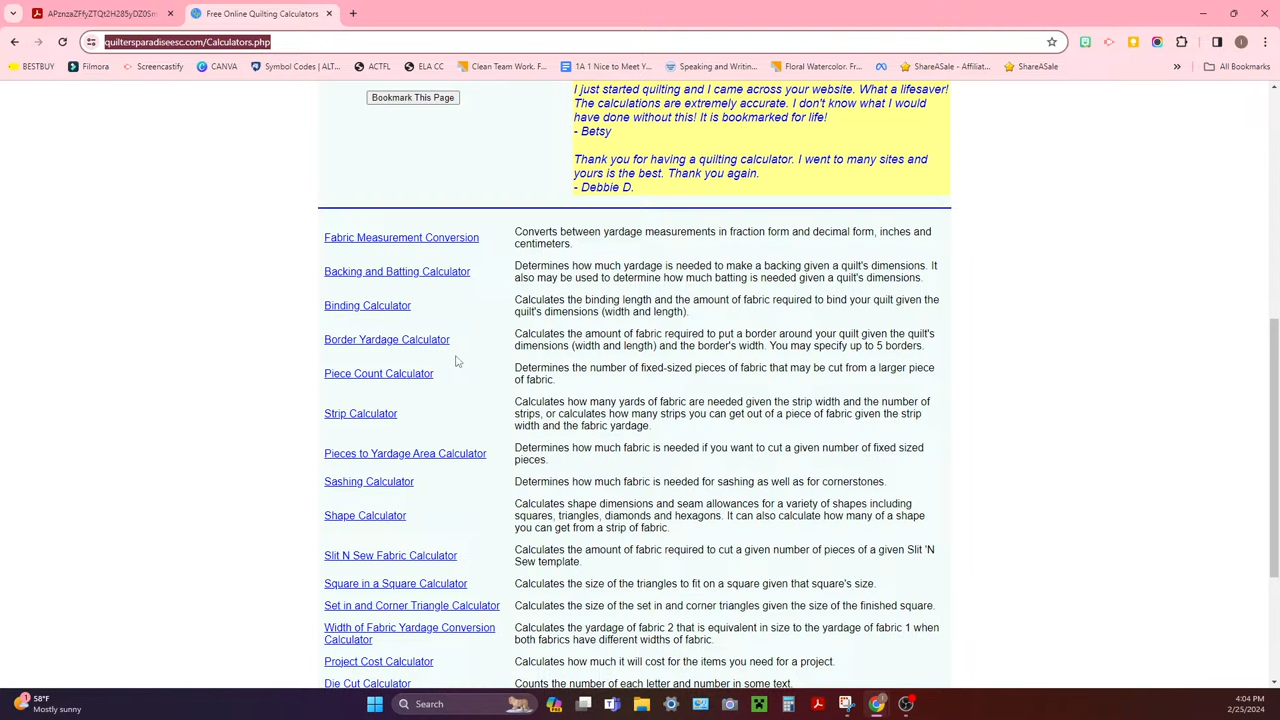 APznzaZFfyZTQt2H285yDZ0Sm
Free Online Quilting Calculators
quiltersparadiseesc.com/Calculators.php
BESTBUY
Filmora
Screencastify
CANVA
Symbol Codes | ALT...
ACTFL
ELA CC
Clean Team Work. F...
1A 1 Nice to Meet Y...
Speaking and Writin...
Floral Watercolor. F...
ShareASale - Affiliat...
ShareASale
All Bookmarks
Bookmark This Page
I just started quilting and I came across your website. What a lifesaver!
The calculations are extremely accurate. I don't know what I would
have done without this! It is bookmarked for life!
- Betsy
Thank you for having a quilting calculator. I went to many sites and
yours is the best. Thank you again.
- Debbie D.
Fabric Measurement Conversion
Converts between yardage measurements in fraction form and decimal form, inches and
centimeters.
Backing and Batting Calculator
Determines how much yardage is needed to make a backing given a quilt's dimensions. It
also may be used to determine how much batting is needed given a quilt's dimensions.
Binding Calculator
Calculates the binding length and the amount of fabric required to bind your quilt given the
quilt's dimensions (width and length).
Border Yardage Calculator
Calculates the amount of fabric required to put a border around your quilt given the quilt's
dimensions (width and length) and the border's width. You may specify up to 5 borders.
Piece Count Calculator
Determines the number of fixed-sized pieces of fabric that may be cut from a larger piece
of fabric.
Strip Calculator
Calculates how many yards of fabric are needed given the strip width and the number of
strips, or calculates how many strips you can get out of a piece of fabric given the strip
width and the fabric yardage.
Pieces to Yardage Area Calculator
Determines how much fabric is needed if you want to cut a given number of fixed sized
pieces.
Sashing Calculator
Determines how much fabric is needed for sashing as well as for cornerstones.
Shape Calculator
Calculates shape dimensions and seam allowances for a variety of shapes including
squares, triangles, diamonds and hexagons. It can also calculate how many of a shape
you can get from a strip of fabric.
Slit N Sew Fabric Calculator
Calculates the amount of fabric required to cut a given number of pieces of a given Slit 'N
Sew template.
Square in a Square Calculator
Calculates the size of the triangles to fit on a square given that square's size.
Set in and Corner Triangle Calculator
Calculates the size of the set in and corner triangles given the size of the finished square.
Width of Fabric Yardage Conversion
Calculator
Calculates the yardage of fabric 2 that is equivalent in size to the yardage of fabric 1 when
both fabrics have different widths of fabric.
Project Cost Calculator
Calculates how much it will cost for the items you need for a project.
Die Cut Calculator
Counts the number of each letter and number in some text.
58°F
Mostly sunny
Search
4:04 PM
2/25/2024